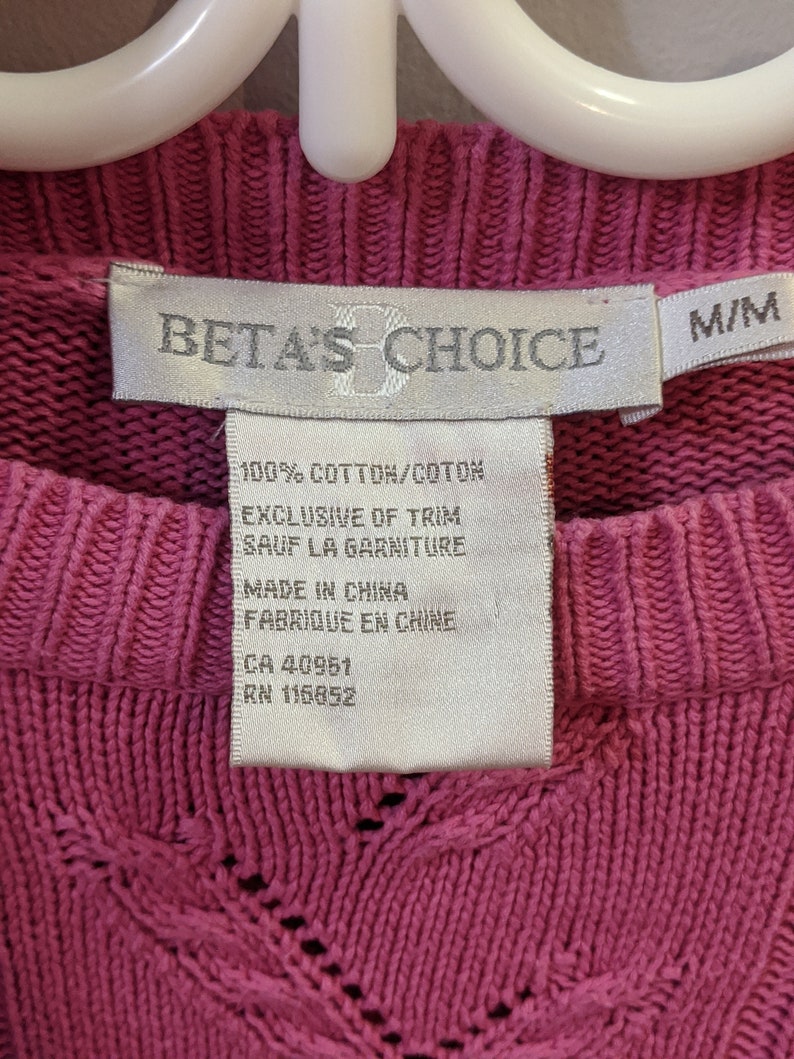 BETA'S CHOICE
M/M
100% COTTON/COTON
EXCLUSIVE OF TRIM
SAUF LA GARNITURE
MADE IN CHINA
FABRIQUE EN CHINE
CA 40951
RN 116852